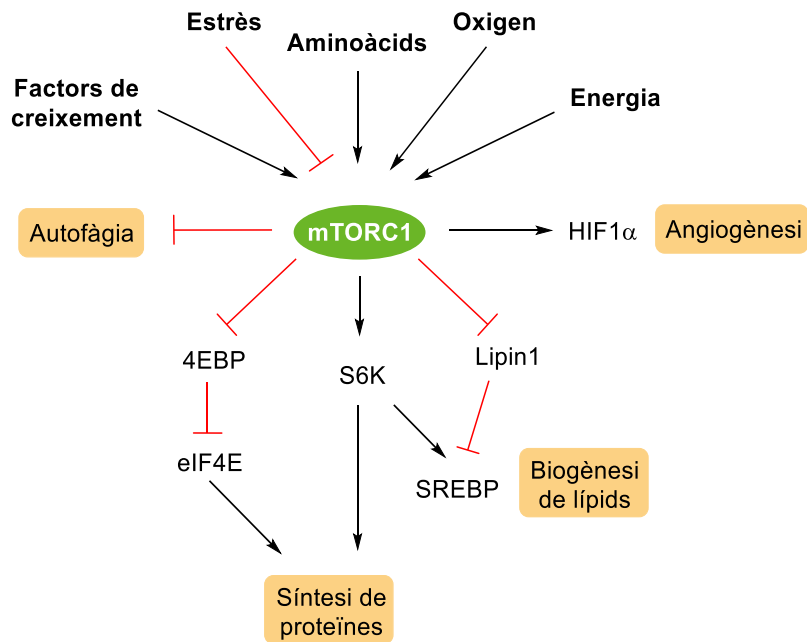 Estrès
Aminoàcids
Oxigen
Factors de
creixement
Energia
Autofàgia
mTORC1
HIF1α
Angiogènesi
4EBP
S6K
Lipin1
eIF4E
SREBP
Biogènesi
de lípids
Síntesi de
proteïnes